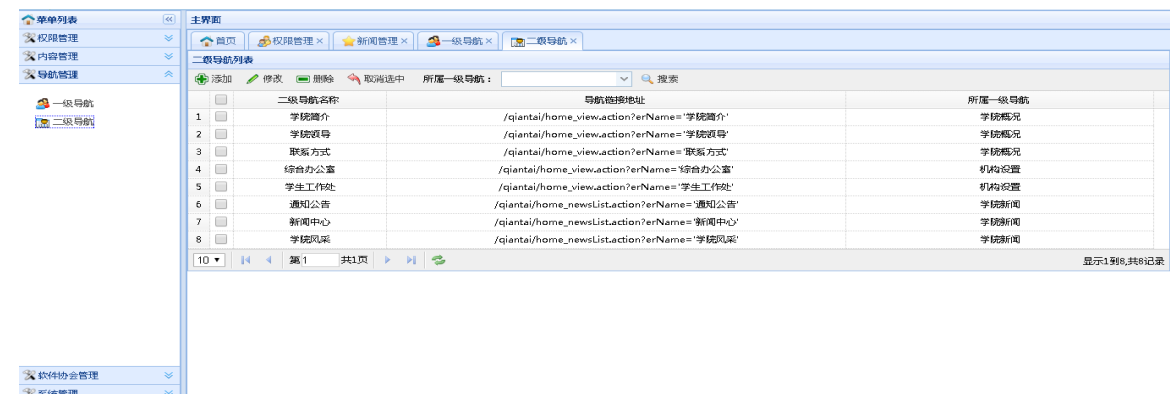 菜单列表
权限管理
内容管理
导航管理
一级导航
二级导航
软件协会管理
系统管理
主界面
首页 权限管理 新闻管理 一级导航 二级导航
二级导航列表
添加 修改 删除 取消选中 所属一级导航： 搜索
二级导航名称 导航链接地址 所属一级导航
1 学院简介 /qiantai/home_view.action?erName='学院简介' 学院概况
2 学院领导 /qiantai/home_view.action?erName='学院领导' 学院概况
3 联系方式 /qiantai/home_view.action?erName='联系方式' 学院概况
4 综合办公室 /qiantai/home_view.action?erName='综合办公室' 机构设置
5 学生工作处 /qiantai/home_view.action?erName='学生工作处' 机构设置
6 通知公告 /qiantai/home_newsList.action?erName='通知公告' 学院新闻
7 新闻中心 /qiantai/home_newsList.action?erName='新闻中心' 学院新闻
8 学院风采 /qiantai/home_newsList.action?erName='学院风采' 学院新闻
10 第1 共1页 显示1到8,共8记录